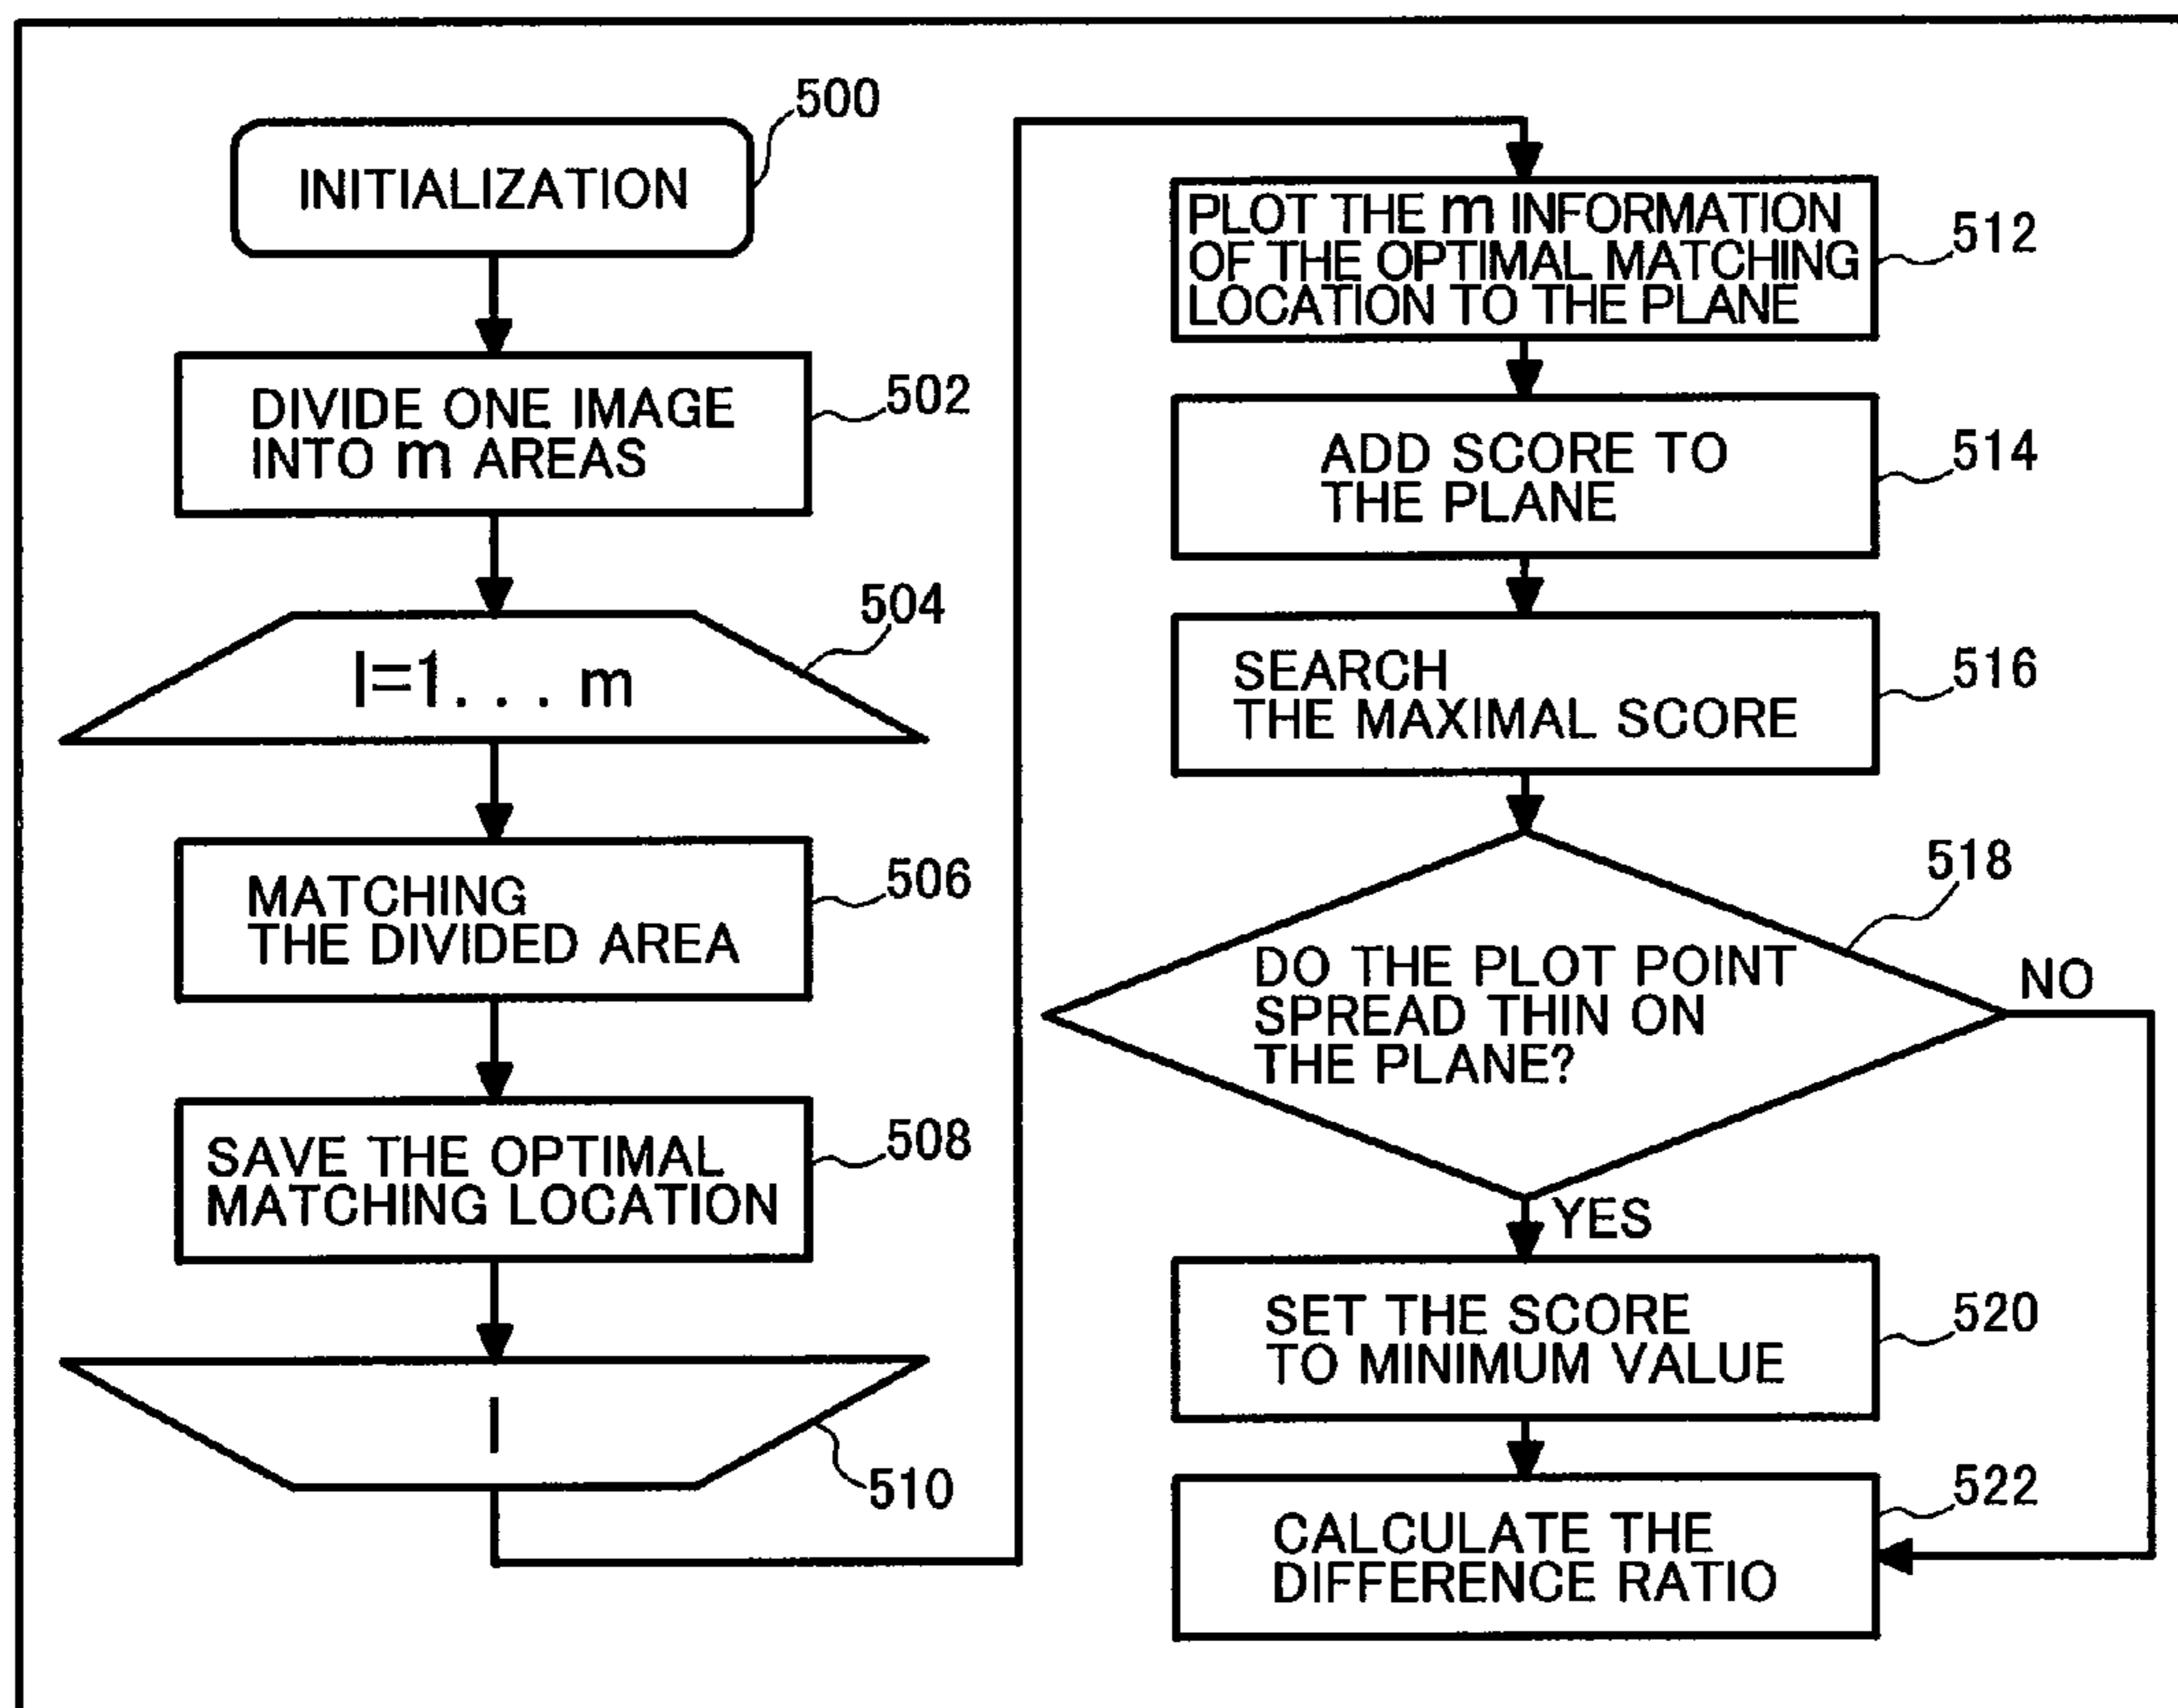 500
INITIALIZATION
502
DIVIDE ONE IMAGE
INTO m AREAS
504
I=1. . . m
506
MATCHING
THE DIVIDED AREA
508
SAVE THE OPTIMAL
MATCHING LOCATION
I
510
PLOT THE m INFORMATION
OF THE OPTIMAL MATCHING
LOCATION TO THE PLANE
512
ADD SCORE TO
THE PLANE
514
SEARCH
THE MAXIMAL SCORE
516
518
DO THE PLOT POINT
SPREAD THIN ON
THE PLANE?
NO
YES
SET THE SCORE
TO MINIMUM VALUE
520
522
CALCULATE THE
DIFFERENCE RATIO